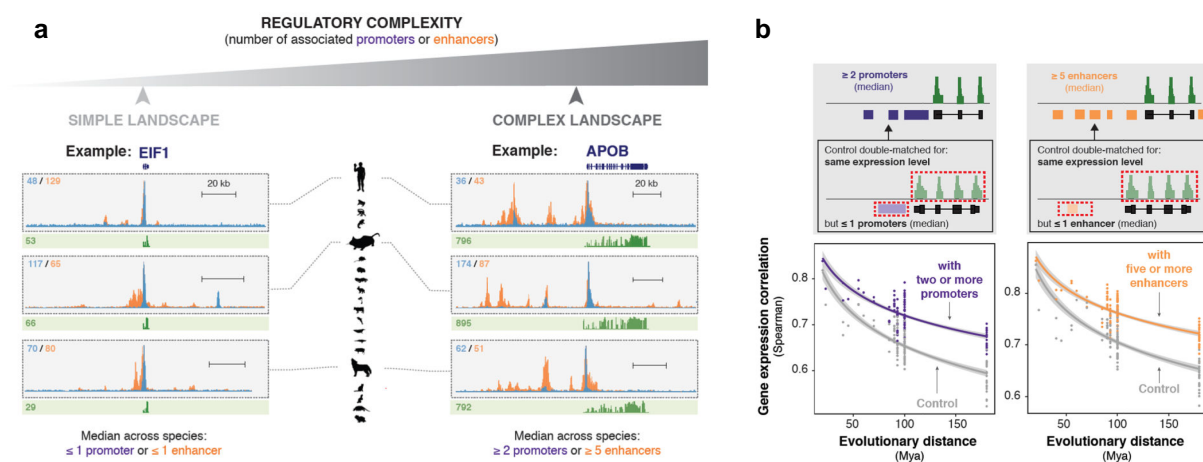 a
REGULATORY COMPLEXITY
(number of associated promoters or enhancers)
SIMPLE LANDSCAPE
Example: EIF1
48 / 129
20 kb
53
117 / 65
66
70 / 80
29
Median across species:
≤ 1 promoter or ≤ 1 enhancer
COMPLEX LANDSCAPE
Example: APOB
36 / 43
20 kb
796
174 / 87
895
62 / 51
792
Median across species:
≥ 2 promoters or ≥ 5 enhancers
b
≥ 2 promoters
(median)
Control double-matched for:
same expression level
but ≤ 1 promoters (median)
≥ 5 enhancers
(median)
Control double-matched for:
same expression level
but ≤ 1 enhancer (median)
Gene expression correlation
(Spearman)
0.8
0.7
0.6
with
two or more
promoters
Control
50
100
150
Evolutionary distance
(Mya)
0.8
0.7
0.6
with
five or more
enhancers
Control
50
100
150
Evolutionary distance
(Mya)